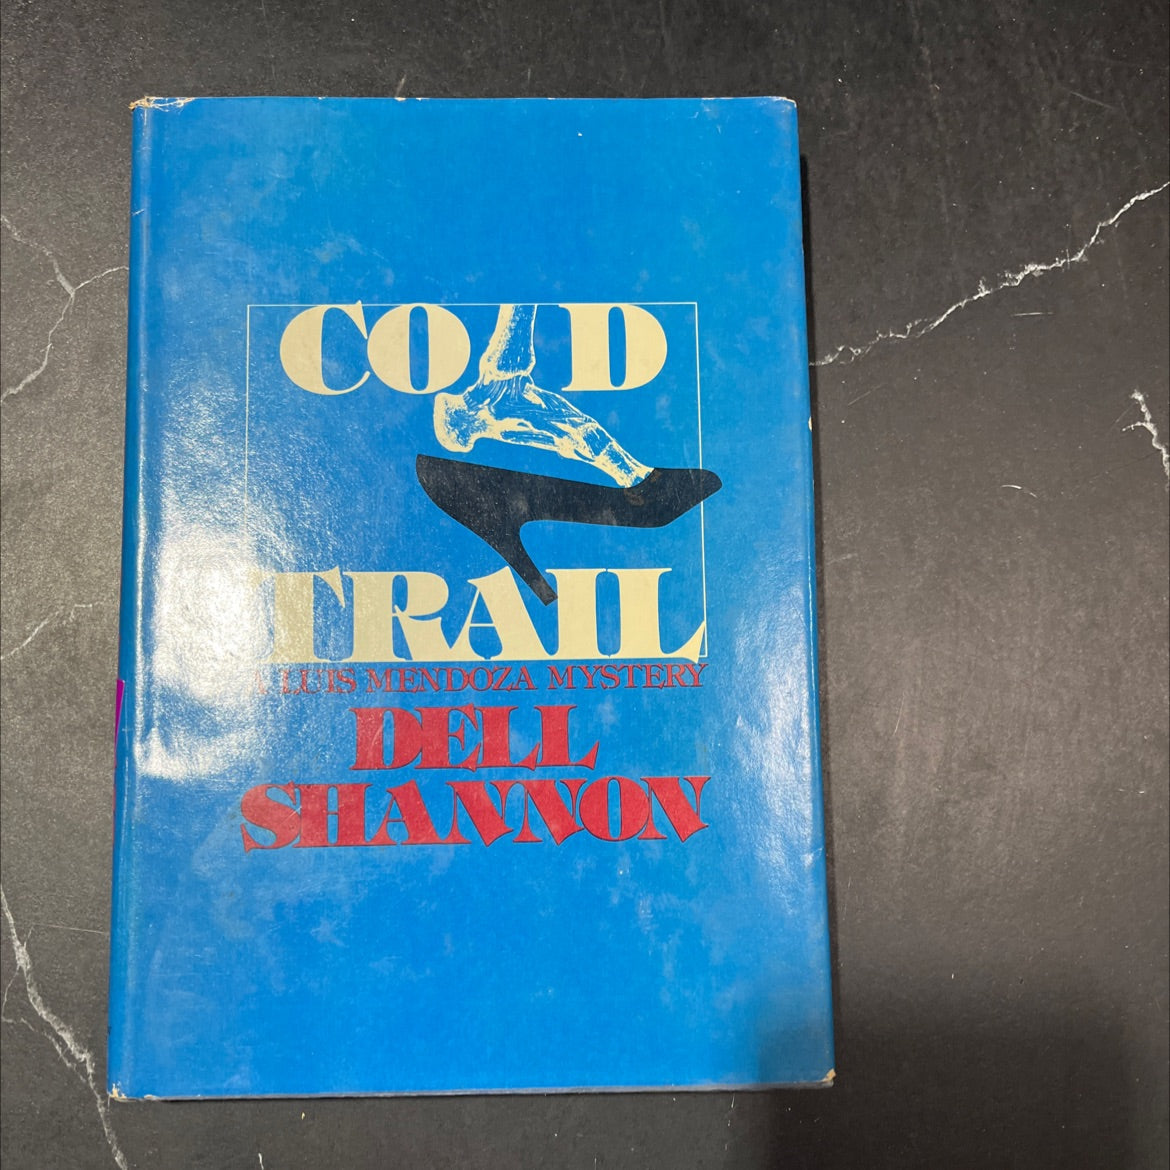 COLD
TRAIL
A LUIS MENDOZA MYSTERY
DELL
SHANNON